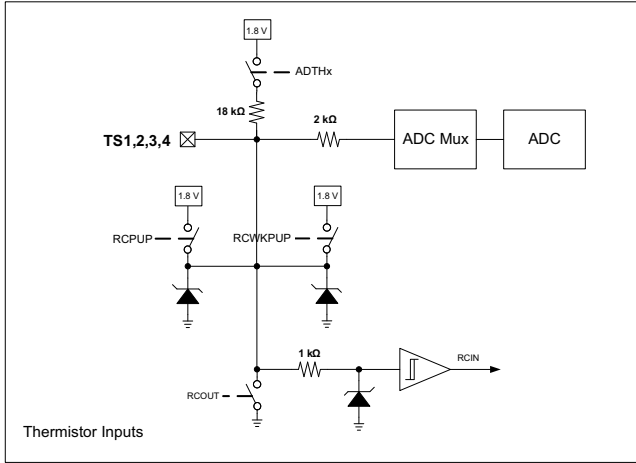 1.8 V
ADTHx
18 kΩ
2 kΩ
TS1,2,3,4
ADC Mux
ADC
1.8 V
1.8 V
RCPUP
RCWKPUP
1 kΩ
RCIN
RCOUT
Thermistor Inputs